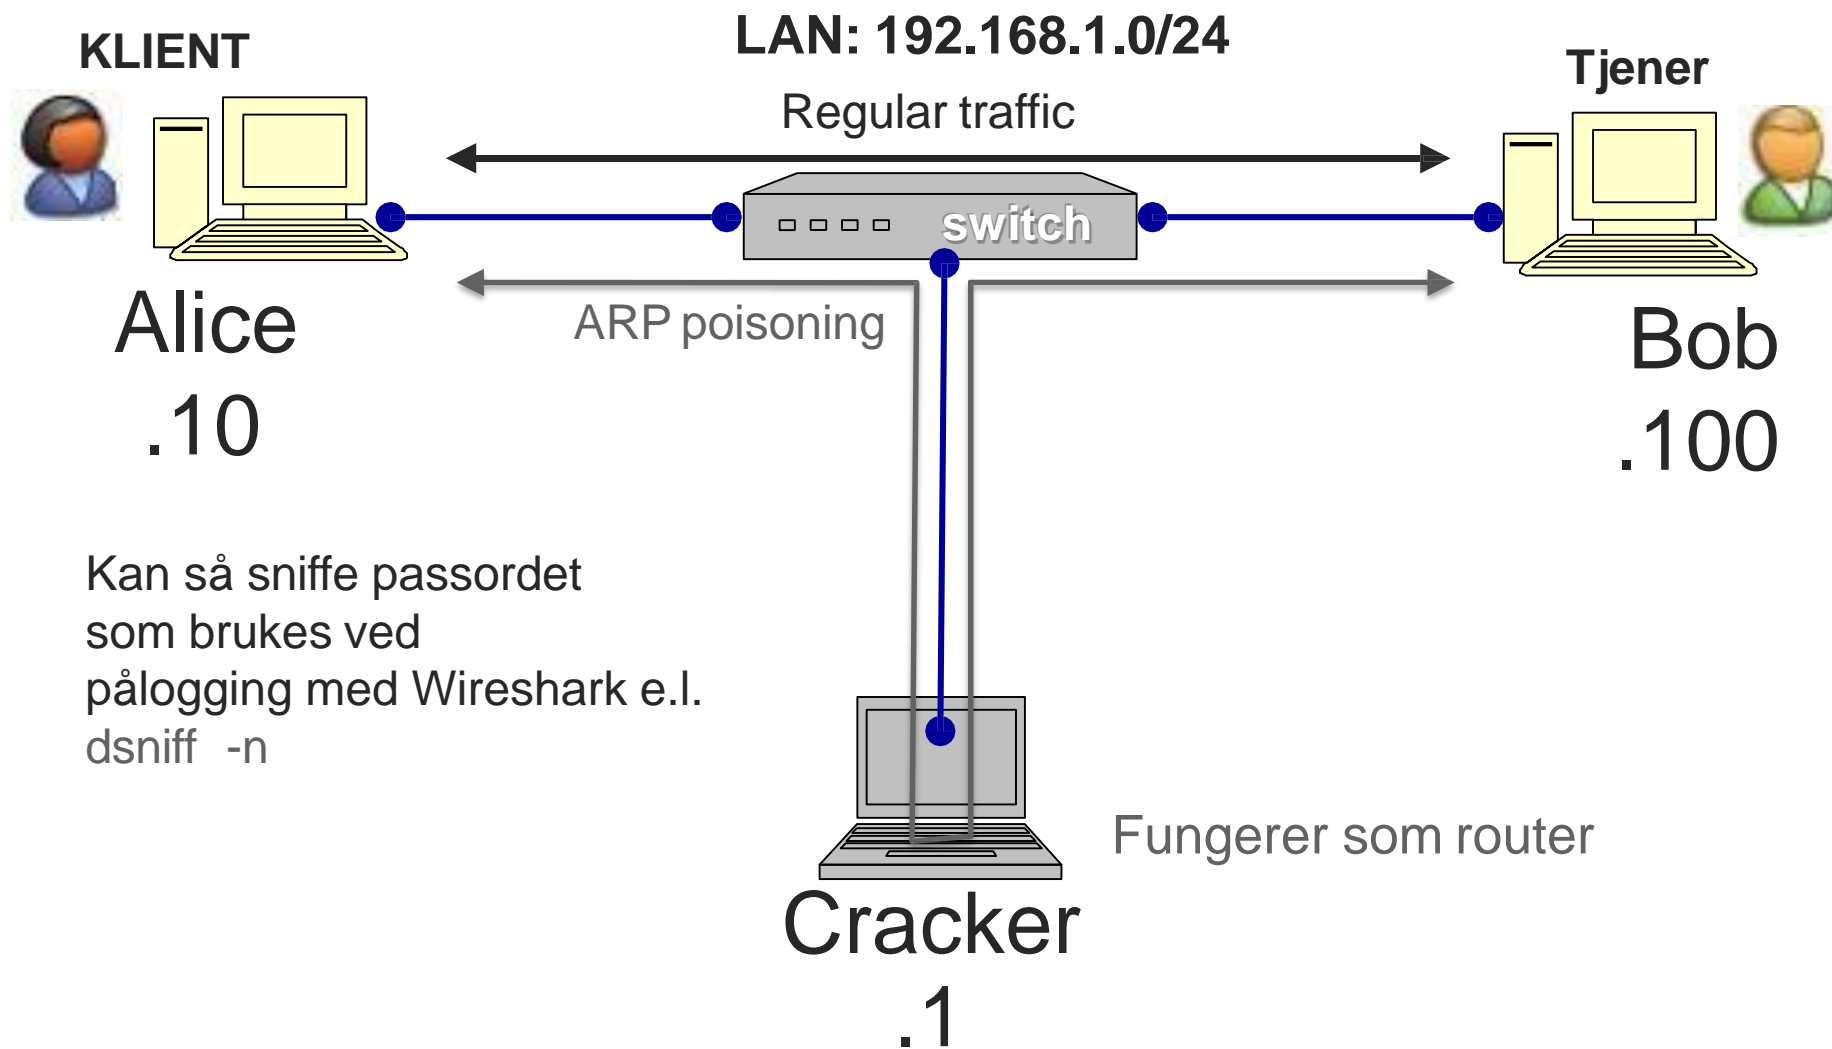 KLIENT
LAN: 192.168.1.0/24
Tjener
Regular traffic
switch
ARP poisoning
Alice
.10
Bob
.100
Kan så sniffe passordet
som brukes ved
pålogging med Wireshark e.l.
dsniff -n
Fungerer som router
Cracker
.1